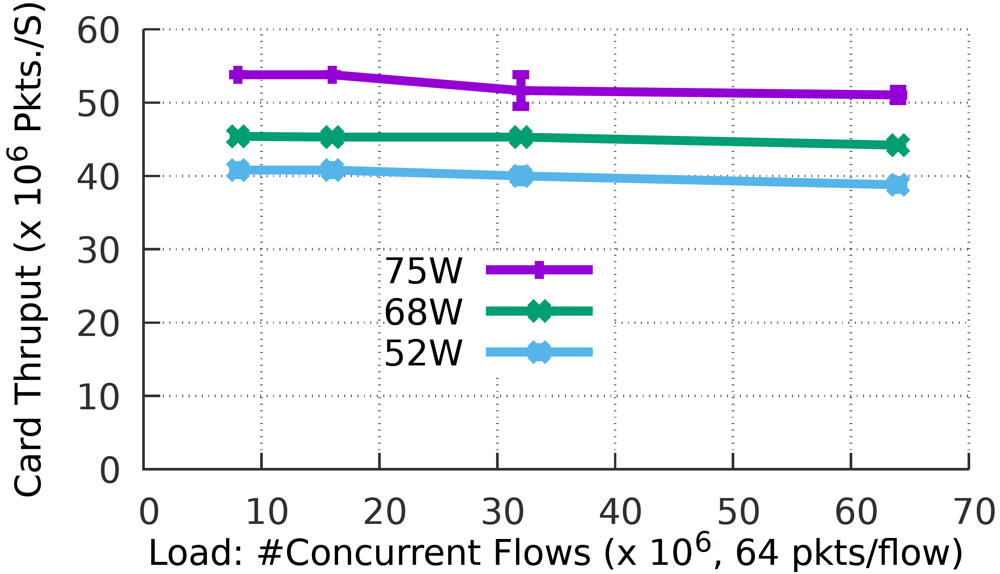 Card Thruput (x 10⁶ Pkts./S)
60
50
40
30
20
10
0
75W
68W
52W
0 10 20 30 40 50 60 70
Load: #Concurrent Flows (x 10⁶, 64 pkts/flow)